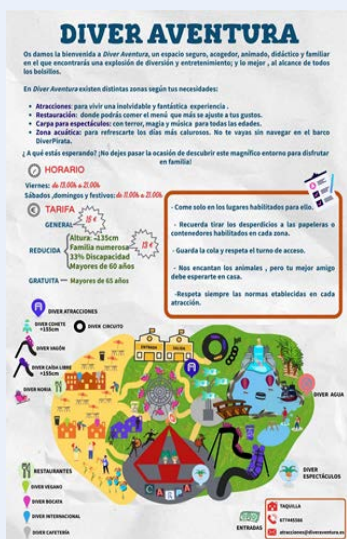 DIVER AVENTURA
Os damos la bienvenida a Diver Aventura, un espacio seguro, acogedor, animado, didáctico y familiar
en el que encontrarás una explosión de diversión y entretenimiento; y lo mejor , al alcance de todos
los bolsillos.
En Diver Aventura existen distintas zonas según tus necesidades:
• Atracciones: para vivir una inolvidable y fantástica experiencia .
• Restauración: donde podrás comer el menú que más se ajuste a tus gustos.
• Carpa para espectáculos: con terror, magia y música para todas las edades.
• Zona acuática: para refrescarte los días más calurosos. No te vayas sin navegar en el barco
DiverPirata.
¿ A qué estás esperando? ¡No dejes pasar la ocasión de descubrir este magnífico entorno para disfrutar
en familia!
HORARIO
Viernes: de 13,00h a 21,00h
Sábados ,domingos y festivos: de 11,00h a 21,00h
TARIFA
GENERAL
15 €
REDUCIDA
Altura: -135cm
Familia numerosa
33% Discapacidad
Mayores de 60 años
13 €
GRATUITA — Mayores de 65 años
- Come solo en los lugares habilitados para ello.
- Recuerda tirar los desperdicios a las papeleras o
contenedores habilitados en cada zona.
- Guarda la cola y respeta el turno de acceso.
- Nos encantan los animales , pero tu mejor amigo
debe esperarte en casa.
-Respeta siempre las normas etablecidas en cada
atracción.
DIVER ATRACCIONES
DIVER COHETE
+155cm
DIVER CIRCUITO
DIVER VAGÓN
DIVER CAÍDA LIBRE
+155cm
DIVER NORIA
ENTRADA
SALIDA
DIVER AGUA
CARPA
RESTAURANTES
DIVER VEGANO
DIVER BOCATA
DIVER INTERNACIONAL
DIVER CAFETERÍA
DIVER
ESPECTÁCULOS
ENTRADAS
TAQUILLA
677445566
atracciones@diveraventura.es